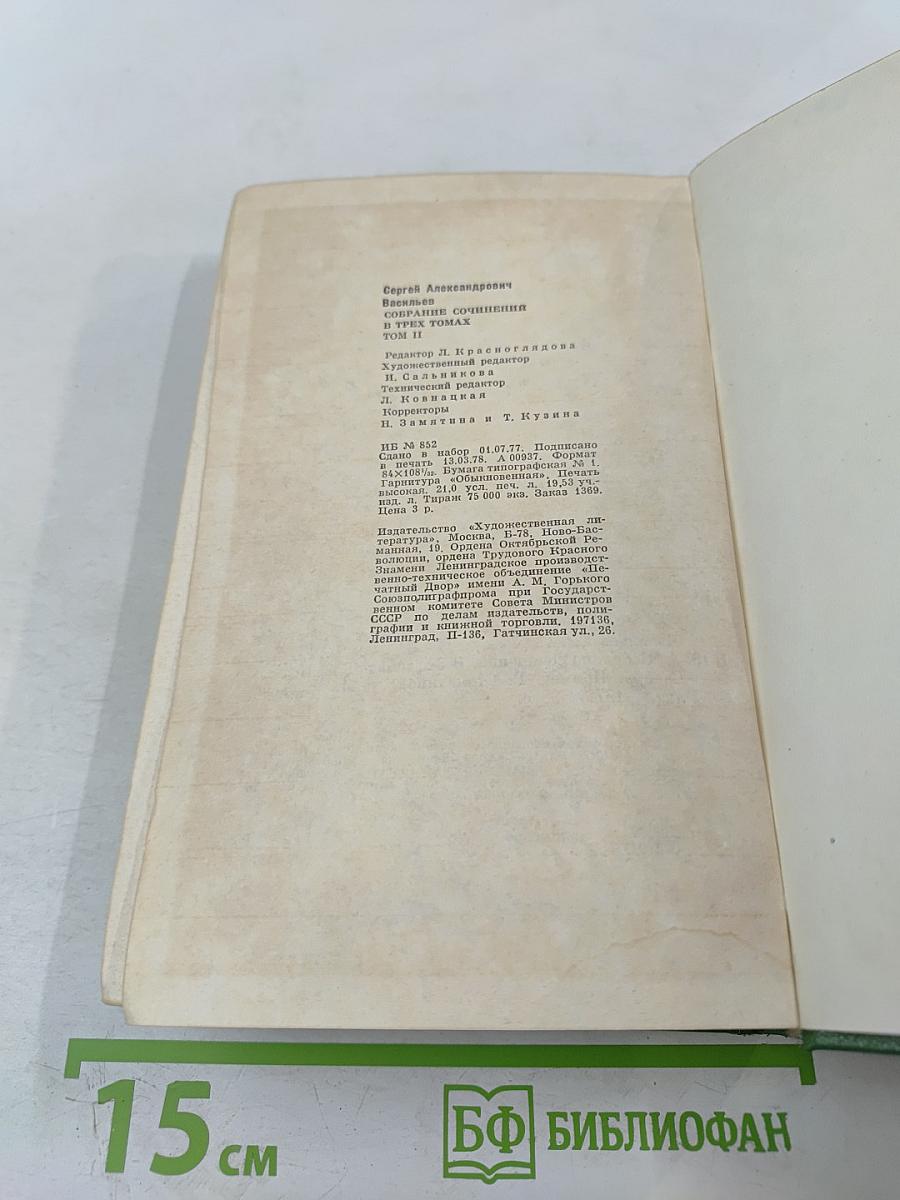 Сергей Александрович
Васильев
СОБРАНИЕ СОЧИНЕНИЙ
В ТРЕХ ТОМАХ
ТОМ II
Редактор Л. Красноглядова
Художественный редактор
И. Сальникова
Технический редактор
Л. Ковнацкая
Корректоры
Н. Замятина и Т. Кузина
ИБ № 852
Сдано в набор 01.07.77. Подписано
в печать 13.03.78. А 00937. Формат
84×108¹/₃₂. Бумага типографская № 1.
Гарнитура «Обыкновенная». Печать
высокая. 21,0 усл. печ. л. 19,53 уч.-
изд. л. Тираж 75 000 экз. Заказ 1369.
Цена 3 р.
Издательство «Художественная ли-
тература», Москва, Б-78, Ново-Бас-
манная, 19. Ордена Октябрьской Ре-
волюции, ордена Трудового Красного
Знамени Ленинградское производст-
венно-техническое объединение «Пе-
чатный Двор» имени А. М. Горького
Союзполиграфпрома при Государст-
венном комитете Совета Министров
СССР по делам издательств, поли-
графии и книжной торговли. 197136,
Ленинград, П-136, Гатчинская ул., 26.
15 см
БФ БИБЛИОФАН